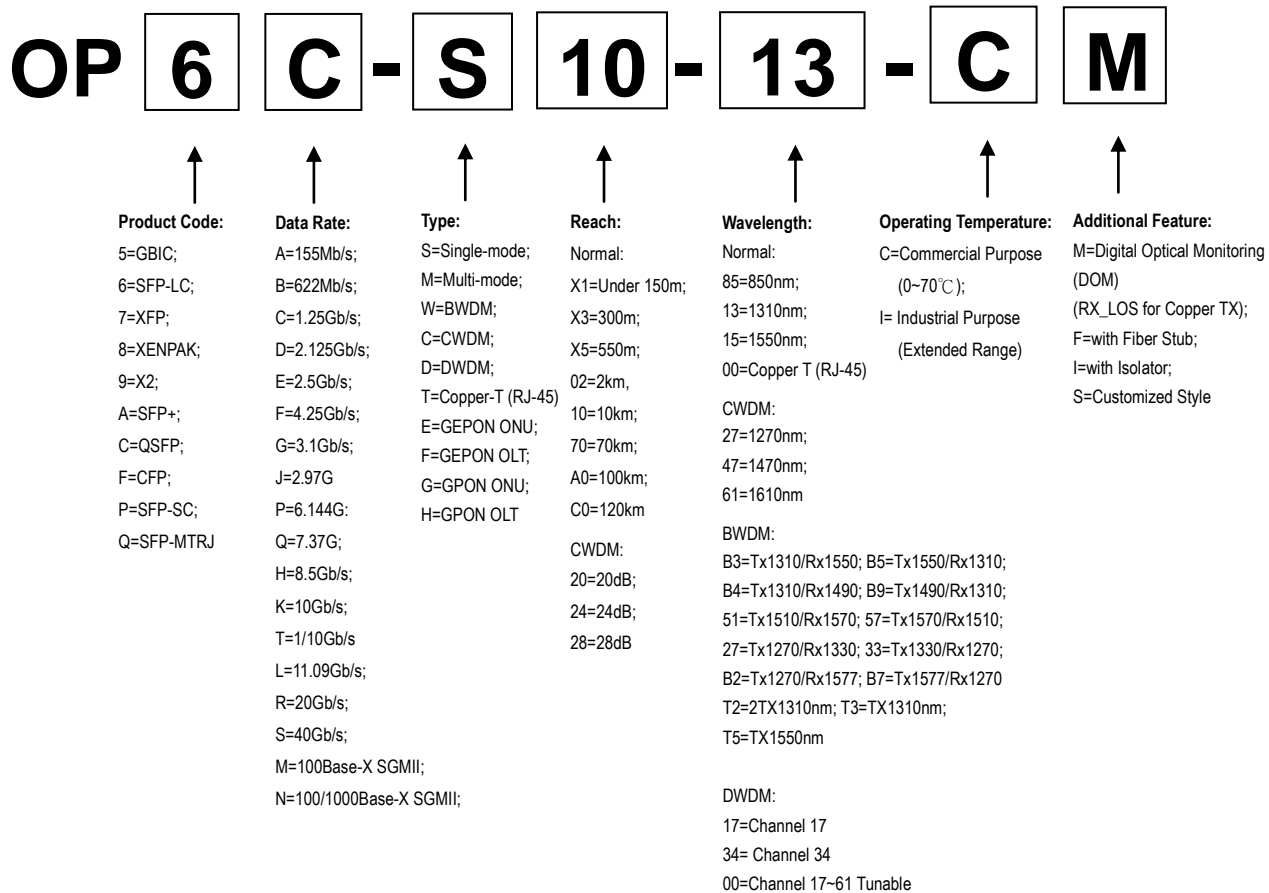 OP 6 C - S 10 - 13 - C M
Product Code:
5=GBIC;
6=SFP-LC;
7=XFP;
8=XENPAK;
9=X2;
A=SFP+;
C=QSFP;
F=CFP;
P=SFP-SC;
Q=SFP-MTRJ
Data Rate:
A=155Mb/s;
B=622Mb/s;
C=1.25Gb/s;
D=2.125Gb/s;
E=2.5Gb/s;
F=4.25Gb/s;
G=3.1Gb/s;
J=2.97G
P=6.144G:
Q=7.37G;
H=8.5Gb/s;
K=10Gb/s;
T=1/10Gb/s
L=11.09Gb/s;
R=20Gb/s;
S=40Gb/s;
M=100Base-X SGMII;
N=100/1000Base-X SGMII;
Type:
S=Single-mode;
M=Multi-mode;
W=BWDM;
C=CWDM;
D=DWDM;
T=Copper-T (RJ-45)
E=GEPON ONU;
F=GEPON OLT;
G=GPON ONU;
H=GPON OLT
Reach:
Normal:
X1=Under 150m;
X3=300m;
X5=550m;
02=2km,
10=10km;
70=70km;
A0=100km;
C0=120km
CWDM:
20=20dB;
24=24dB;
28=28dB
Wavelength:
Normal:
85=850nm;
13=1310nm;
15=1550nm;
00=Copper T (RJ-45)
CWDM:
27=1270nm;
47=1470nm;
61=1610nm
BWDM:
B3=Tx1310/Rx1550; B5=Tx1550/Rx1310;
B4=Tx1310/Rx1490; B9=Tx1490/Rx1310;
51=Tx1510/Rx1570; 57=Tx1570/Rx1510;
27=Tx1270/Rx1330; 33=Tx1330/Rx1270;
B2=Tx1270/Rx1577; B7=Tx1577/Rx1270
T2=2TX1310nm; T3=TX1310nm;
T5=TX1550nm
DWDM:
17=Channel 17
34= Channel 34
00=Channel 17~61 Tunable
Operating Temperature:
C=Commercial Purpose
(0~70℃);
I= Industrial Purpose
(Extended Range)
Additional Feature:
M=Digital Optical Monitoring
(DOM)
(RX_LOS for Copper TX);
F=with Fiber Stub;
I=with Isolator;
S=Customized Style